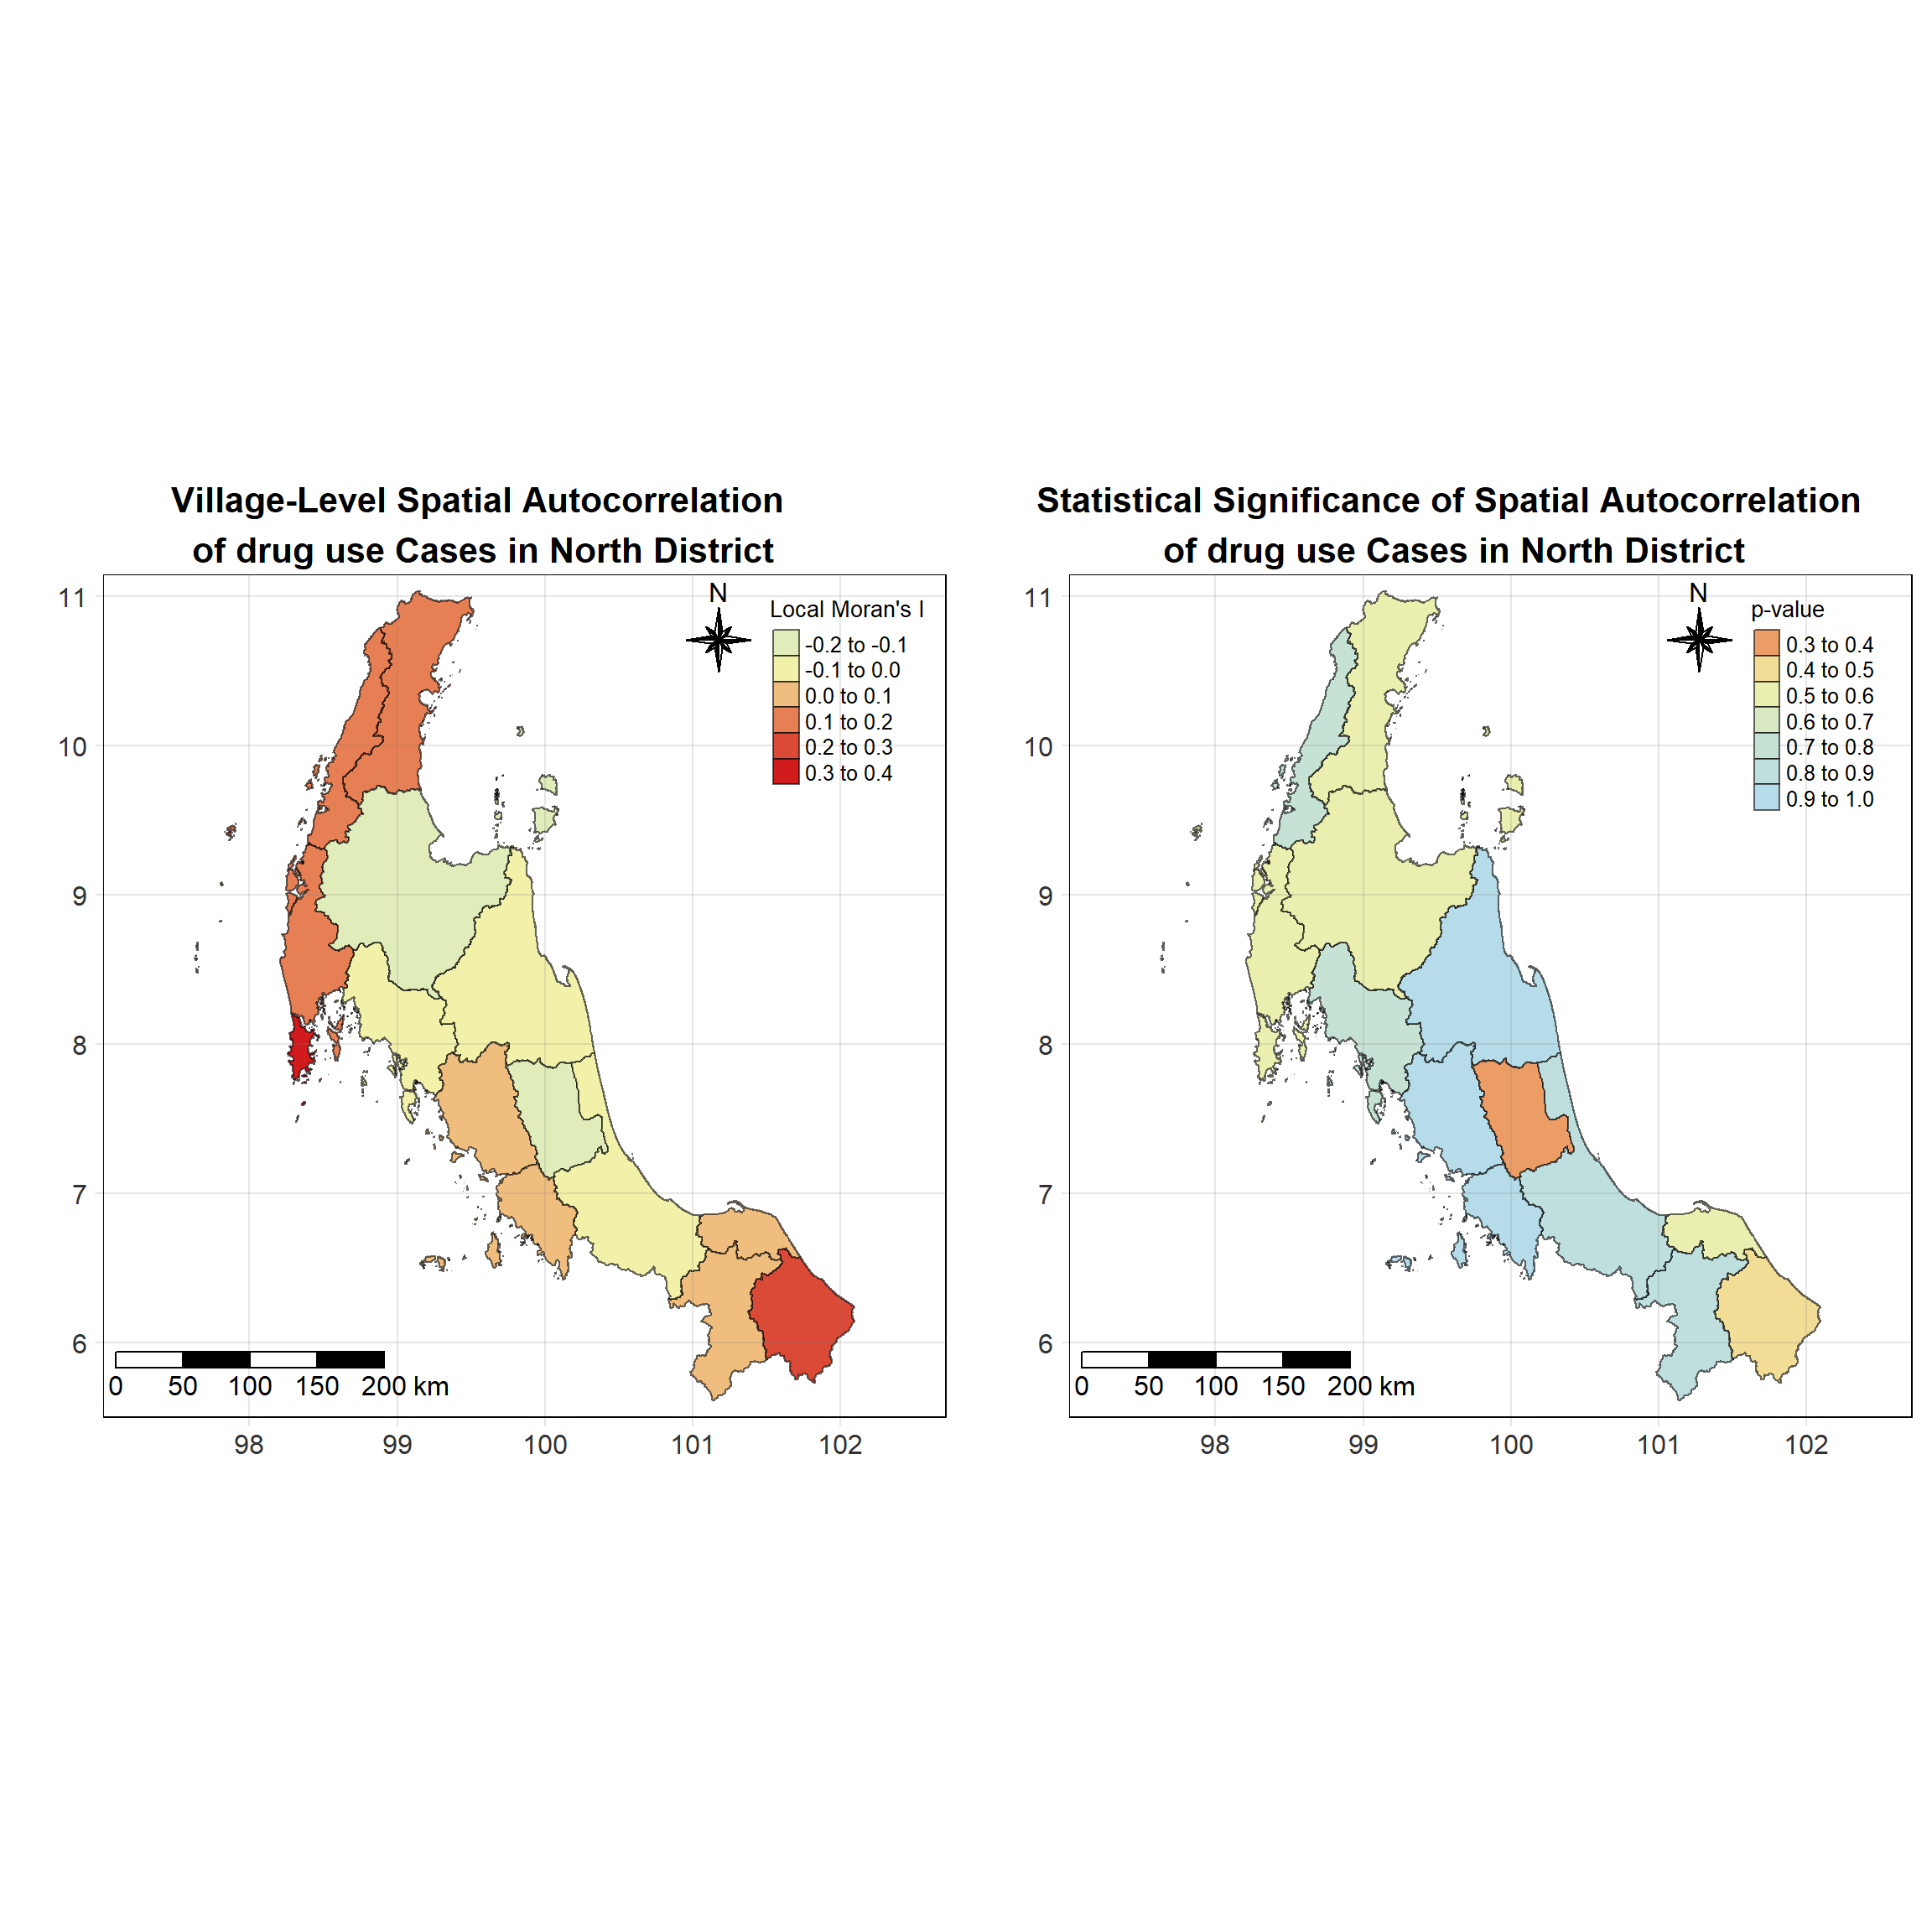 Village-Level Spatial Autocorrelation
of drug use Cases in North District
N
Local Moran's I
-0.2 to -0.1
-0.1 to 0.0
0.0 to 0.1
0.1 to 0.2
0.2 to 0.3
0.3 to 0.4
11
10
9
8
7
6
0 50 100 150 200 km
98 99 100 101 102
Statistical Significance of Spatial Autocorrelation
of drug use Cases in North District
N
p-value
0.3 to 0.4
0.4 to 0.5
0.5 to 0.6
0.6 to 0.7
0.7 to 0.8
0.8 to 0.9
0.9 to 1.0
11
10
9
8
7
6
0 50 100 150 200 km
98 99 100 101 102